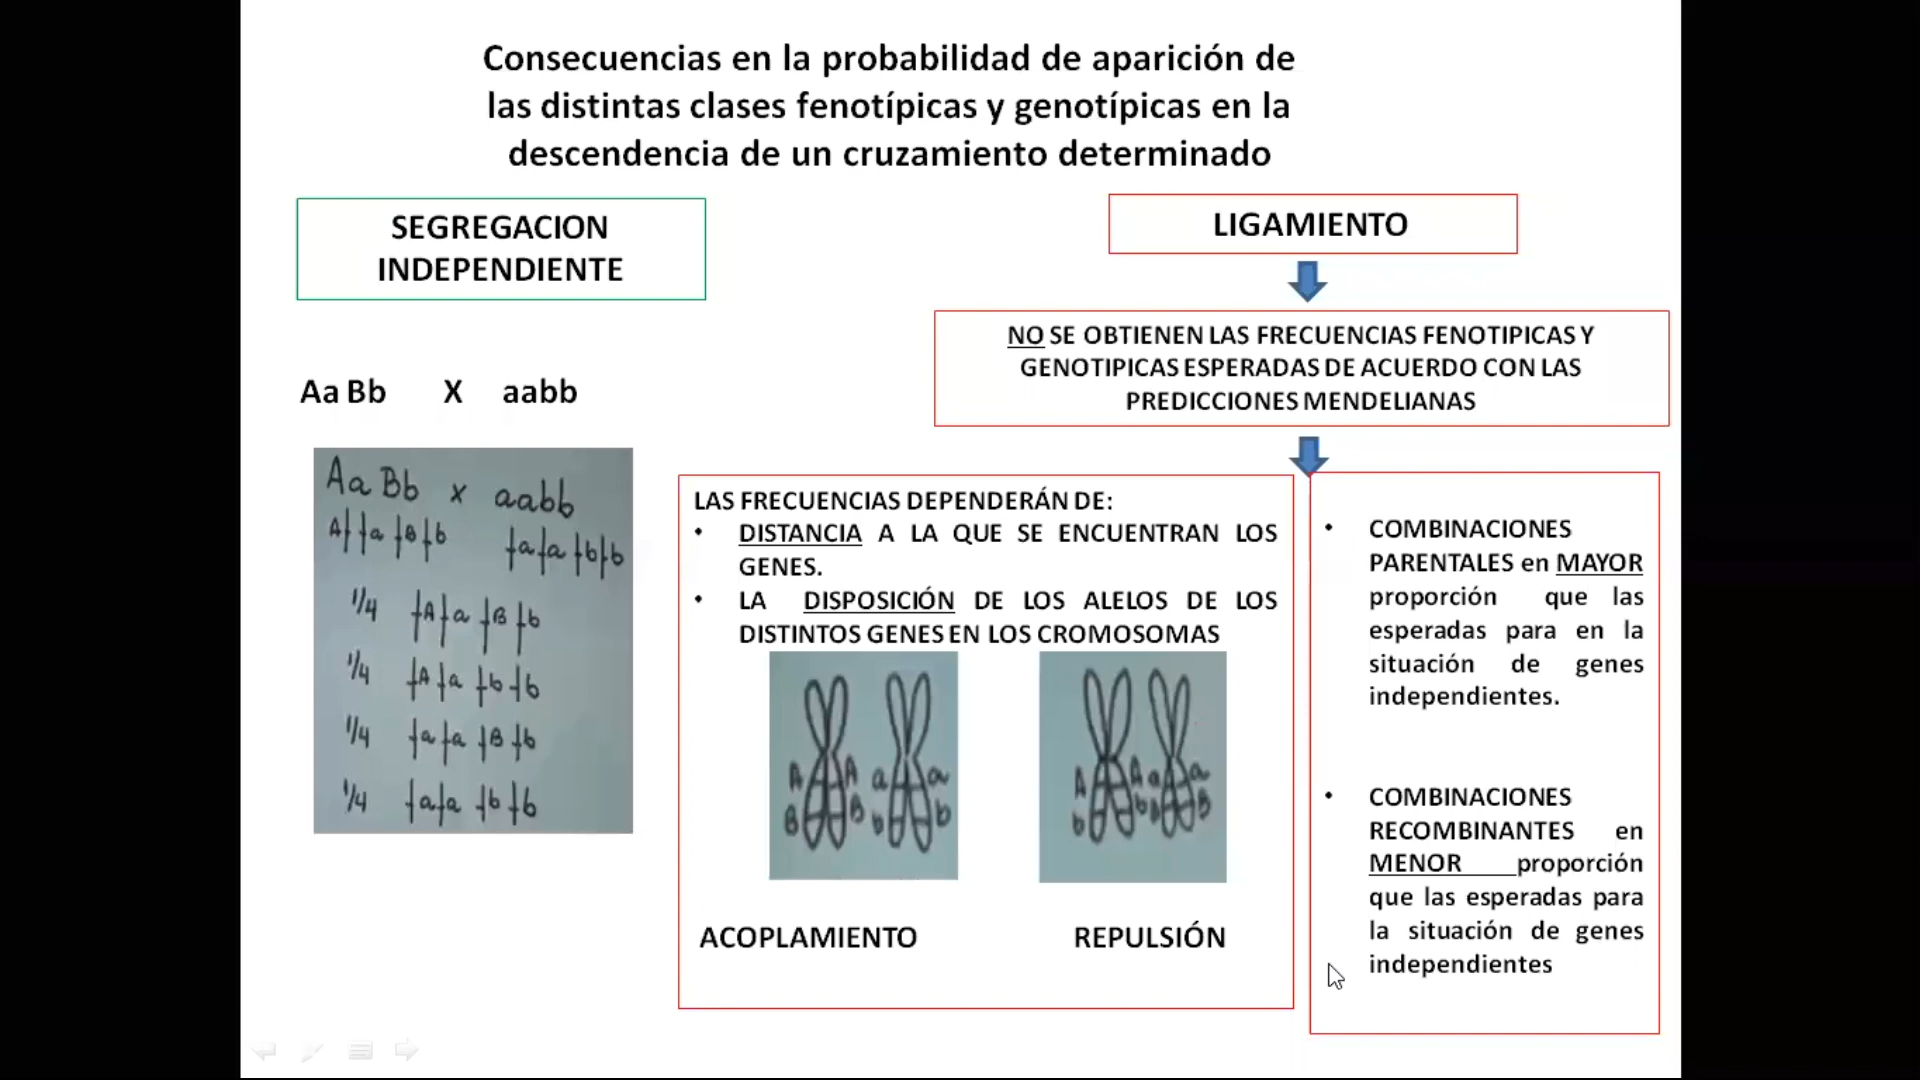 Consecuencias en la probabilidad de aparición de
las distintas clases fenotípicas y genotípicas en la
descendencia de un cruzamiento determinado
SEGREGACION
INDEPENDIENTE
Aa Bb X aabb
Aa Bb x aabb
A a B b a a b b
1/4 A a B b
1/4 A a b b
1/4 a a B b
1/4 a a b b
LIGAMIENTO
NO SE OBTIENEN LAS FRECUENCIAS FENOTIPICAS Y
GENOTIPICAS ESPERADAS DE ACUERDO CON LAS
PREDICCIONES MENDELIANAS
LAS FRECUENCIAS DEPENDERÁN DE:
• DISTANCIA A LA QUE SE ENCUENTRAN LOS
GENES.
• LA DISPOSICIÓN DE LOS ALELOS DE LOS
DISTINTOS GENES EN LOS CROMOSOMAS
A A a a
B B b b
A A a a
b b B B
ACOPLAMIENTO REPULSIÓN
• COMBINACIONES
PARENTALES en MAYOR
proporción que las
esperadas para en la
situación de genes
independientes.
• COMBINACIONES
RECOMBINANTES en
MENOR proporción
que las esperadas para
la situación de genes
independientes